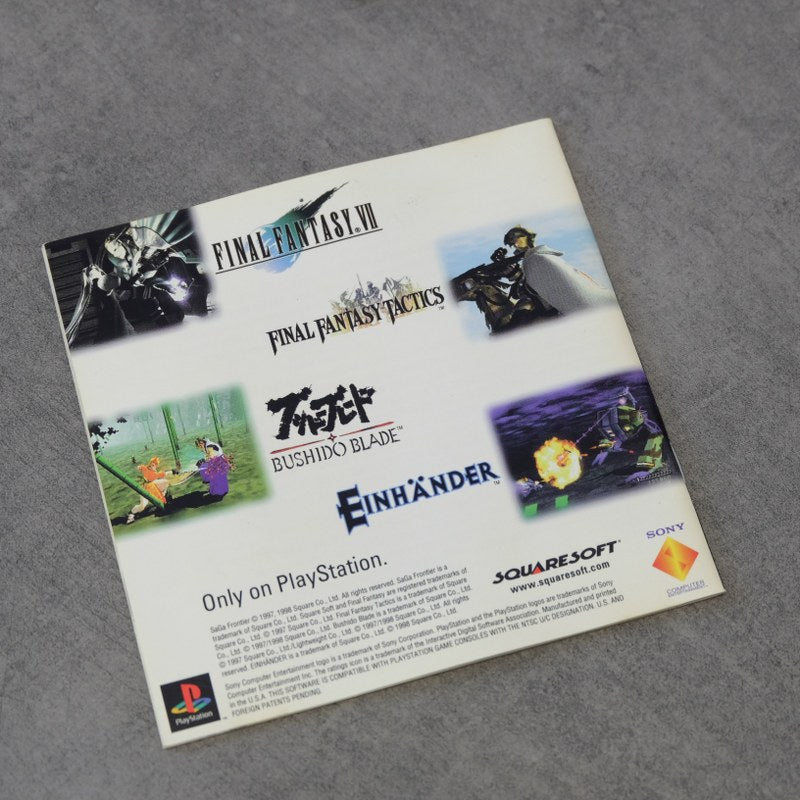 FINAL FANTASY® VII
FINAL FANTASY TACTICS™
ブシドーブレード
BUSHIDO BLADE™
EINHÄNDER™
Only on PlayStation.
SQUARESOFT®
www.squaresoft.com
SONY
COMPUTER
SaGa Frontier © 1997, 1998 Square Co., Ltd. All rights reserved. SaGa Frontier is a
trademark of Square Co., Ltd. Square Soft and Final Fantasy are registered trademarks of
Square Co., Ltd. © 1997 Square Co., Ltd. Final Fantasy Tactics is a trademark of Square
Co., Ltd. © 1997/1998 Square Co., Ltd. Bushido Blade is a trademark of Square Co., Ltd.
© 1997 Square Co., Ltd./Lightweight Co., Ltd. © 1997/1998 Square Co., Ltd. All rights
reserved. EINHÄNDER is a trademark of Square Co., Ltd. © 1998 Square Co., Ltd.
Sony Computer Entertainment logo is a trademark of Sony Corporation. PlayStation and the PlayStation logos are trademarks of Sony
Computer Entertainment Inc. The ratings icon is a trademark of the Interactive Digital Software Association. Manufactured and printed
in the U.S.A. THIS SOFTWARE IS COMPATIBLE WITH PLAYSTATION GAME CONSOLES WITH THE NTSC U/C DESIGNATION. U.S. AND
FOREIGN PATENTS PENDING.
PlayStation™